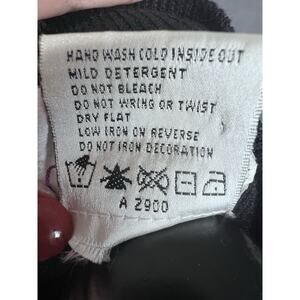 HAND WASH COLD INSIDE OUT
MILD DETERGENT
DO NOT BLEACH
DO NOT WRING OR TWIST
DRY FLAT
LOW IRON ON REVERSE
DO NOT IRON DECORATION
A 2900